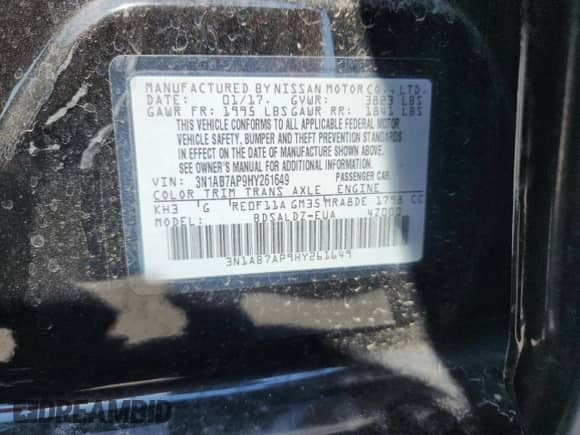 MANUFACTURED BY NISSAN MOTOR CO., LTD.
DATE: 01/17. GVWR: 3823 LBS
GAWR FR: 1995 LBS GAWR RR: 1841 LBS
THIS VEHICLE CONFORMS TO ALL APPLICABLE FEDERAL MOTOR
VEHICLE SAFETY, BUMPER AND THEFT PREVENTION STANDARDS
IN EFFECT ON THE DATE OF MANUFACTURE SHOWN ABOVE.
SEE OWNER'S MANUAL FOR ADDITIONAL INFORMATION.
VIN: 3N1AB7AP9HY261649 PASSENGER CAR
COLOR TRIM TRANS AXLE ENGINE
KH3 G RE0F11A GM35 MRA8DE 1798 CC
MODEL: BDSALDZ-EUA 4Z000
3N1AB7AP9HY261649
DREAMBID